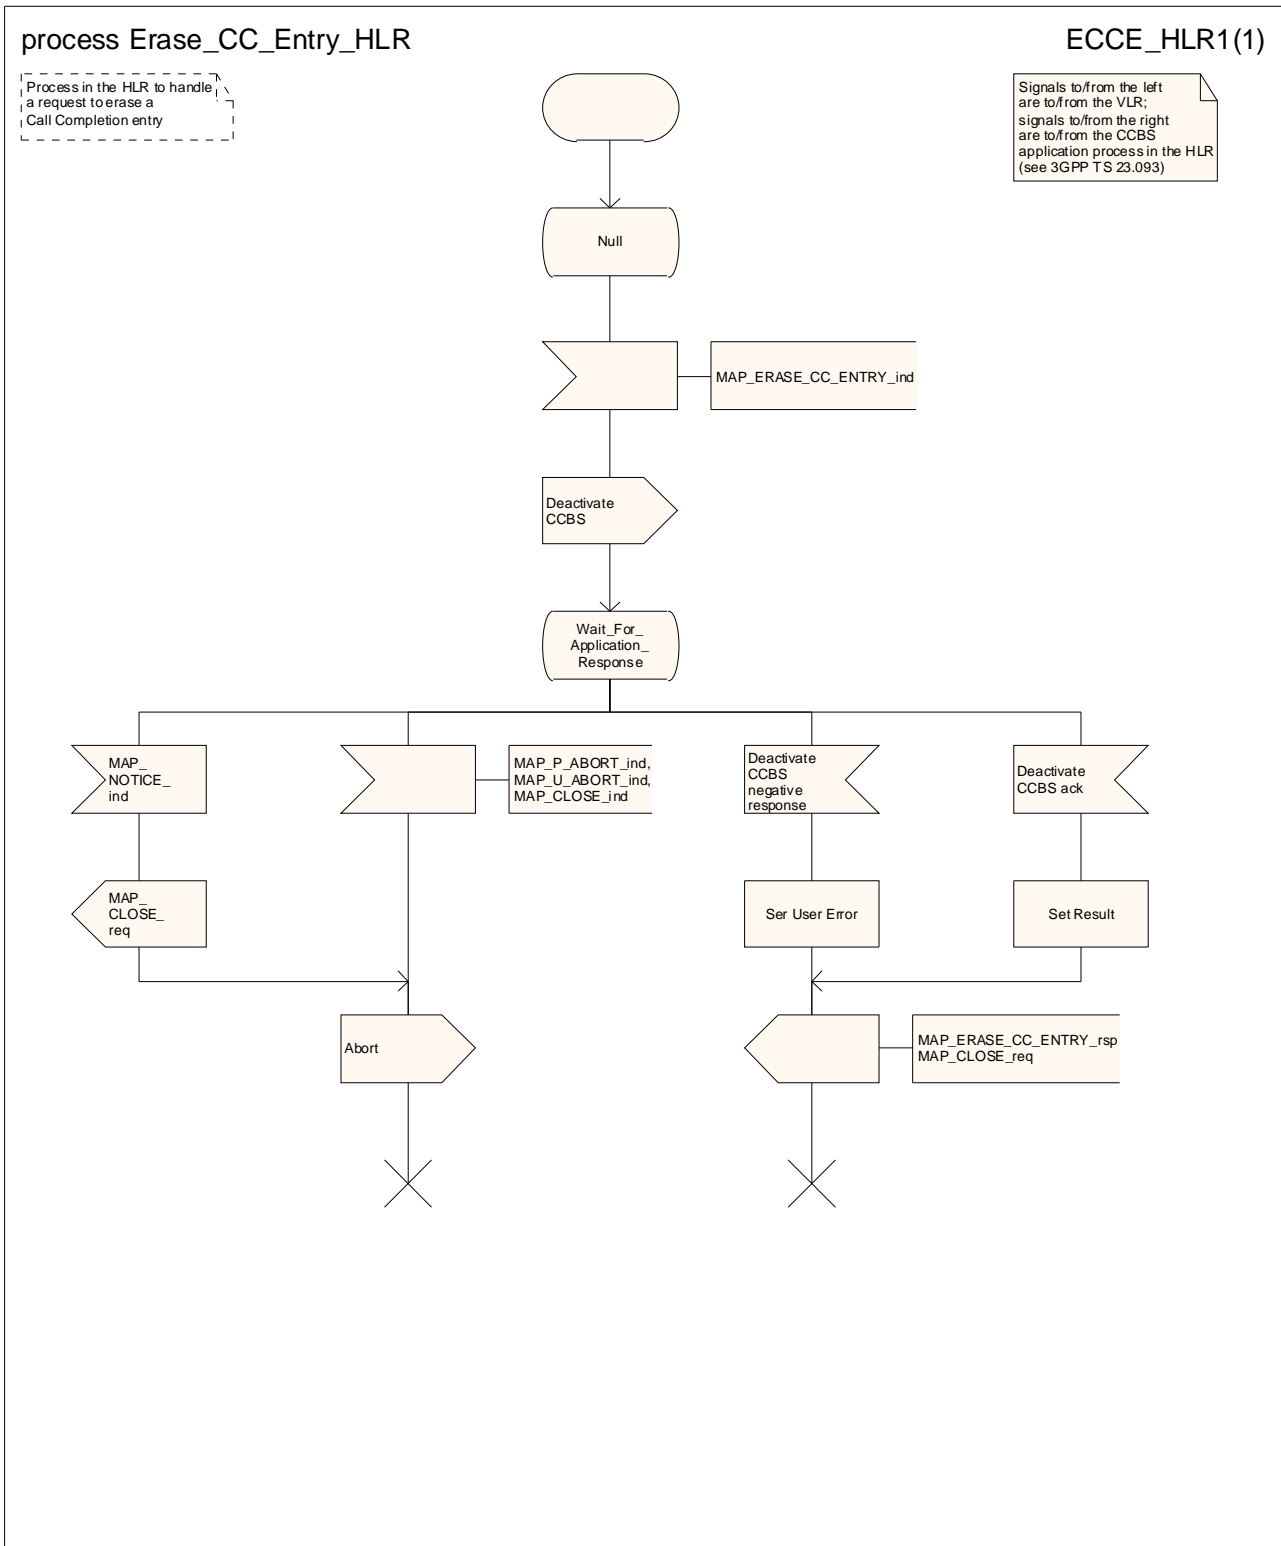 process Erase_CC_Entry_HLR
ECCE_HLR1(1)
Process in the HLR to handle
a request to erase a
Call Completion entry
Signals to/from the left
are to/from the VLR;
signals to/from the right
are to/from the CCBS
application process in the HLR
(see 3GPP TS 23.093)
Null
MAP_ERASE_CC_ENTRY_ind
Deactivate
CCBS
Wait_For_
Application_
Response
MAP_
NOTICE_
ind
MAP_P_ABORT_ind,
MAP_U_ABORT_ind,
MAP_CLOSE_ind
Deactivate
CCBS
negative
response
Deactivate
CCBS ack
MAP_
CLOSE_
req
Ser User Error
Set Result
Abort
MAP_ERASE_CC_ENTRY_rsp
MAP_CLOSE_req